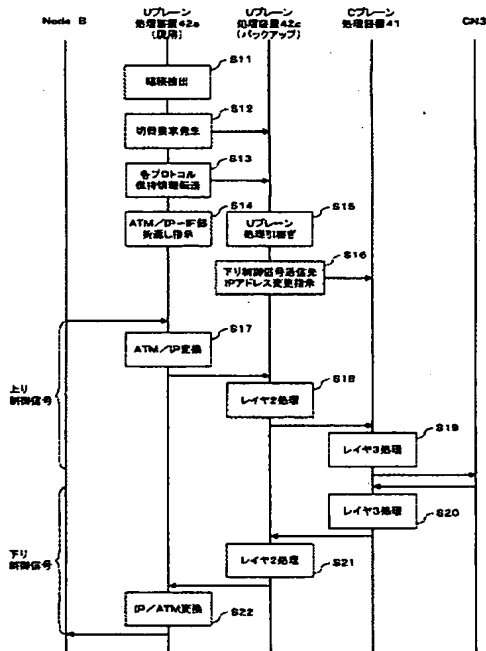 Node B
Uプレーン
処理装置42a
(現用)
Uプレーン
処理装置42c
(バックアップ)
Cプレーン
処理装置41
CN3
S11
輻輳検出
S12
切替要求発生
S13
各プロトコル
保持情報転送
S14
ATM/IP-IF部
折返し指示
S15
Uプレーン
処理引継ぎ
S16
下り制御信号送信先
IPアドレス変更指示
S17
ATM/IP変換
S18
レイヤ2処理
上り
制御信号
S19
レイヤ3処理
レイヤ3処理
S20
下り
制御信号
レイヤ2処理
S21
IP/ATM変換
S22